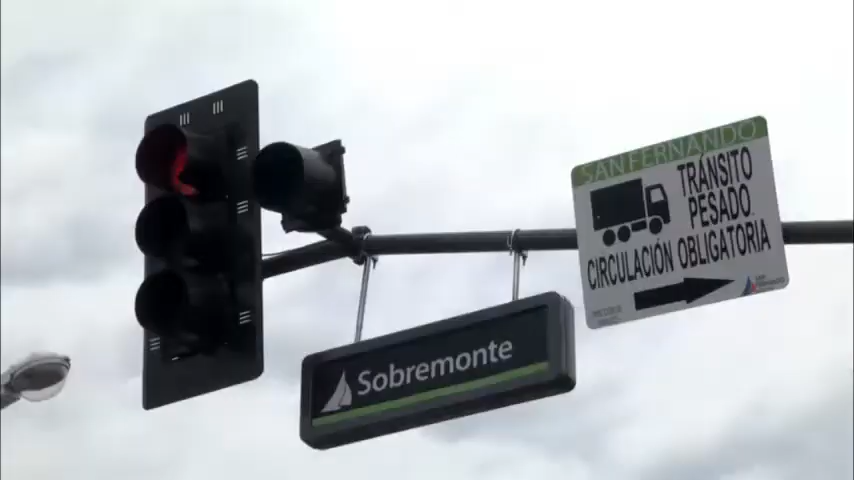 Sobremonte
SAN FERNANDO
TRÁNSITO
PESADO
CIRCULACIÓN OBLIGATORIA